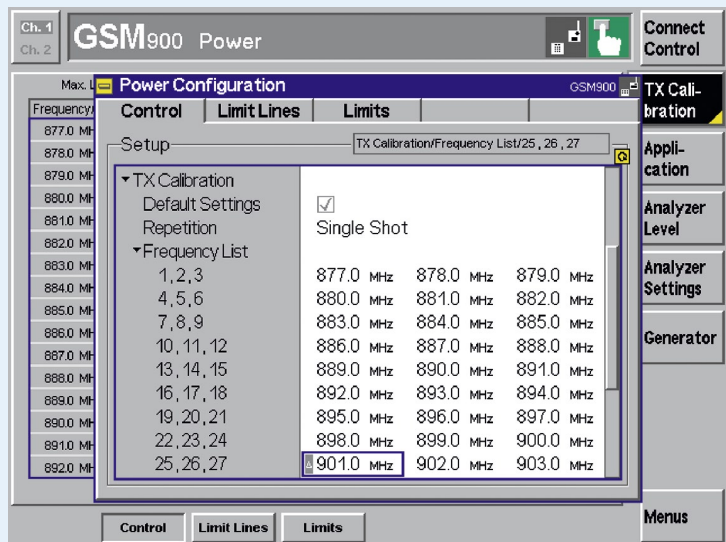 Ch. 1
Ch. 2
GSM900 Power
Connect Control
Max. L
Frequency
877.0 MH
878.0 MH
879.0 MH
880.0 MH
881.0 MH
882.0 MH
883.0 MH
884.0 MH
885.0 MH
886.0 MH
887.0 MH
888.0 MH
889.0 MH
890.0 MH
891.0 MH
892.0 MH
Power Configuration GSM900
Control Limit Lines Limits
Setup TX Calibration/Frequency List/25,26,27
TX Calibration
Default Settings
Repetition Single Shot
Frequency List
1,2,3 877.0 MHz 878.0 MHz 879.0 MHz
4,5,6 880.0 MHz 881.0 MHz 882.0 MHz
7,8,9 883.0 MHz 884.0 MHz 885.0 MHz
10,11,12 886.0 MHz 887.0 MHz 888.0 MHz
13,14,15 889.0 MHz 890.0 MHz 891.0 MHz
16,17,18 892.0 MHz 893.0 MHz 894.0 MHz
19,20,21 895.0 MHz 896.0 MHz 897.0 MHz
22,23,24 898.0 MHz 899.0 MHz 900.0 MHz
25,26,27 901.0 MHz 902.0 MHz 903.0 MHz
TX Cali-
bration
Appli-
cation
Analyzer
Level
Analyzer
Settings
Generator
Menus
Control Limit Lines Limits